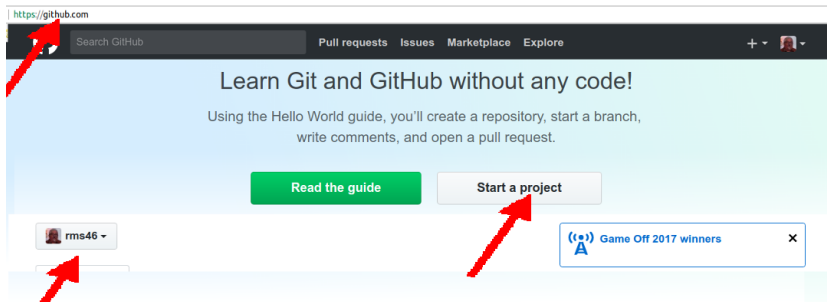 https://github.com
Search GitHub
Pull requests Issues Marketplace Explore
Learn Git and GitHub without any code!
Using the Hello World guide, you'll create a repository, start a branch,
write comments, and open a pull request.
Read the guide Start a project
rms46
Game Off 2017 winners